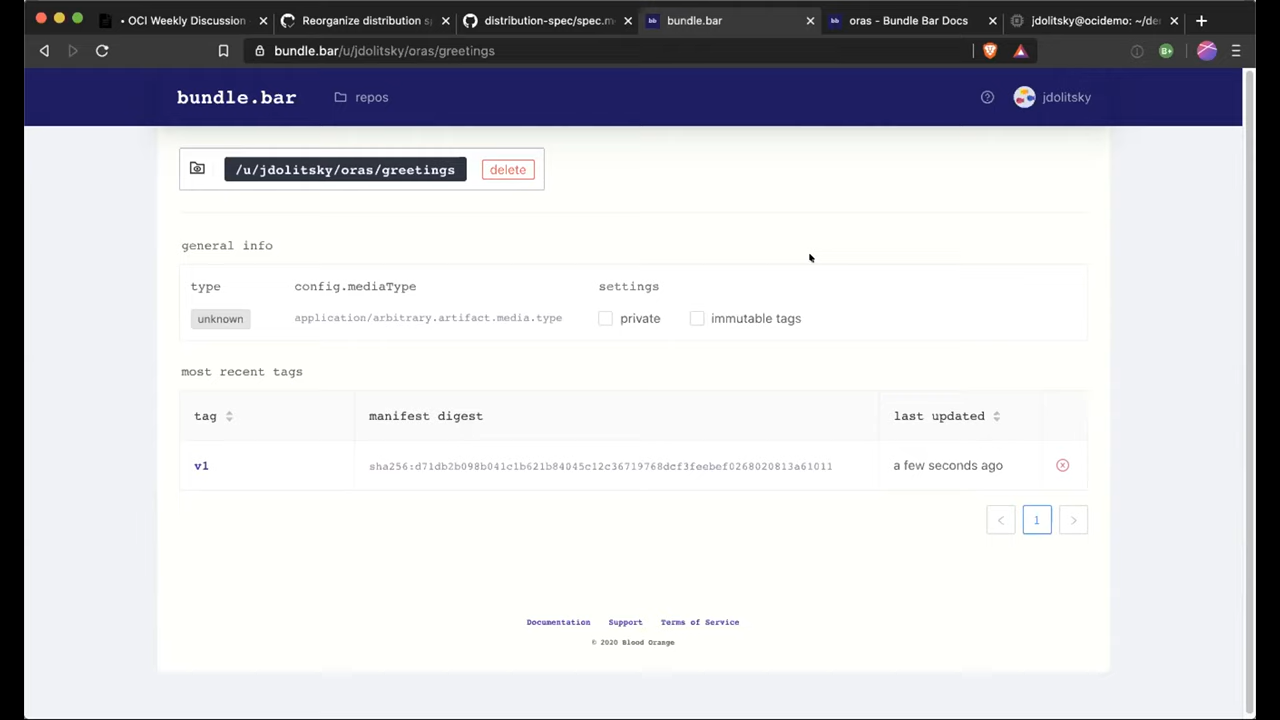 • OCI Weekly Discussion
Reorganize distribution s
distribution-spec/spec.m
bundle.bar
oras - Bundle Bar Docs
jdolitsky@ocidemo: ~/de
bundle.bar/u/jdolitsky/oras/greetings
bundle.bar
repos
jdolitsky
/u/jdolitsky/oras/greetings
delete
general info
type
config.mediaType
settings
unknown
application/arbitrary.artifact.media.type
private
immutable tags
most recent tags
tag
manifest digest
last updated
v1
sha256:d71db2b098b041c1b621b84045c12c36719768dcf3feebef0268020813a61011
a few seconds ago
1
Documentation
Support
Terms of Service
© 2020 Blood Orange